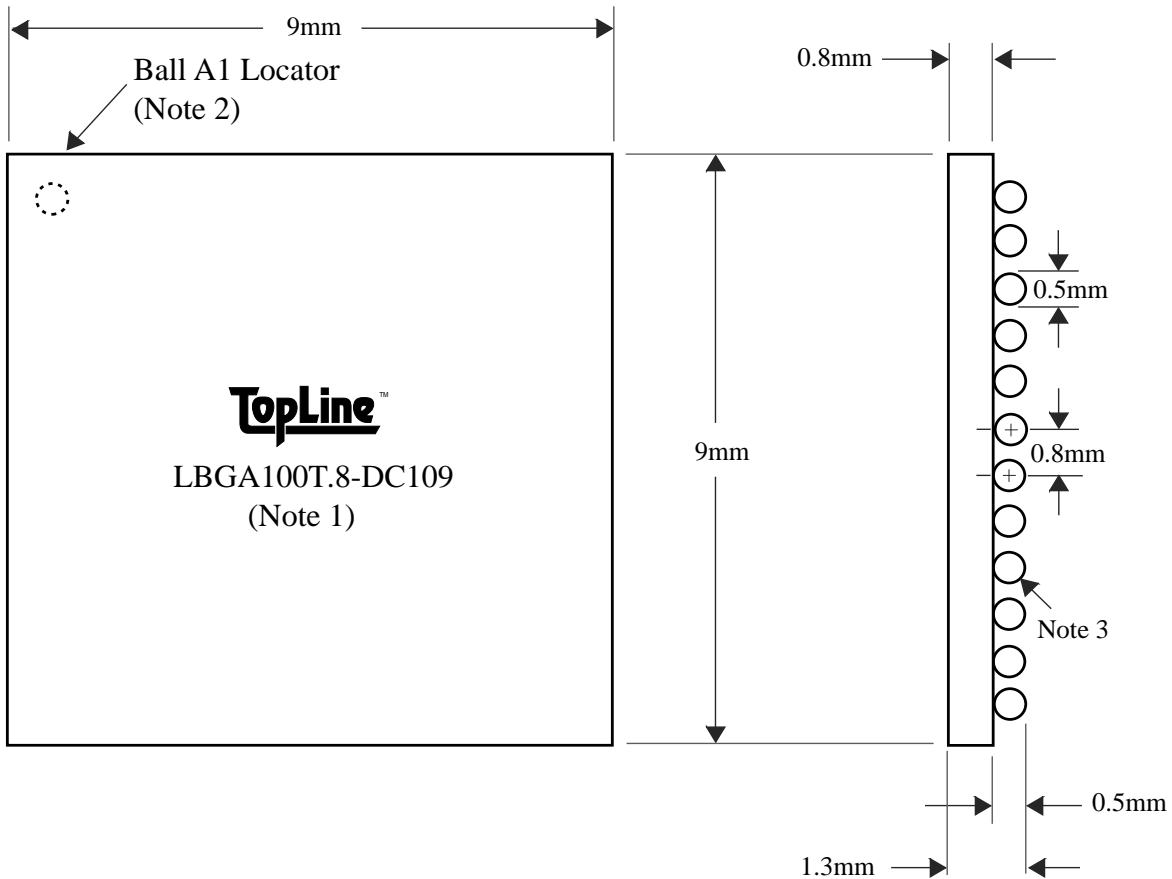 9mm
Ball A1 Locator
(Note 2)
0.8mm
0.5mm
TopLine™
0.8mm
9mm
LBGA100T.8-DC109
(Note 1)
Note 3
0.5mm
1.3mm